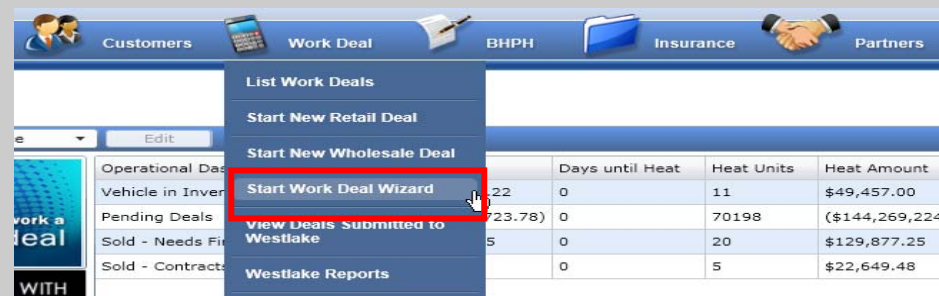 Customers Work Deal BHPH Insurance Partners
List Work Deals
Start New Retail Deal
Edit
Start New Wholesale Deal
Operational Days until Heat Heat Units Heat Amount
Start Work Deal Wizard
Vehicle in .22 0 11 $49,457.00
Pending Deals 723.78) 0 70198 ($144,269,224
View Deals Submitted to
Westlake
work a
deal
Sold - Needs 5 0 20 $129,877.25
Sold - Contracts 0 5 $22,649.48
Westlake Reports
WITH